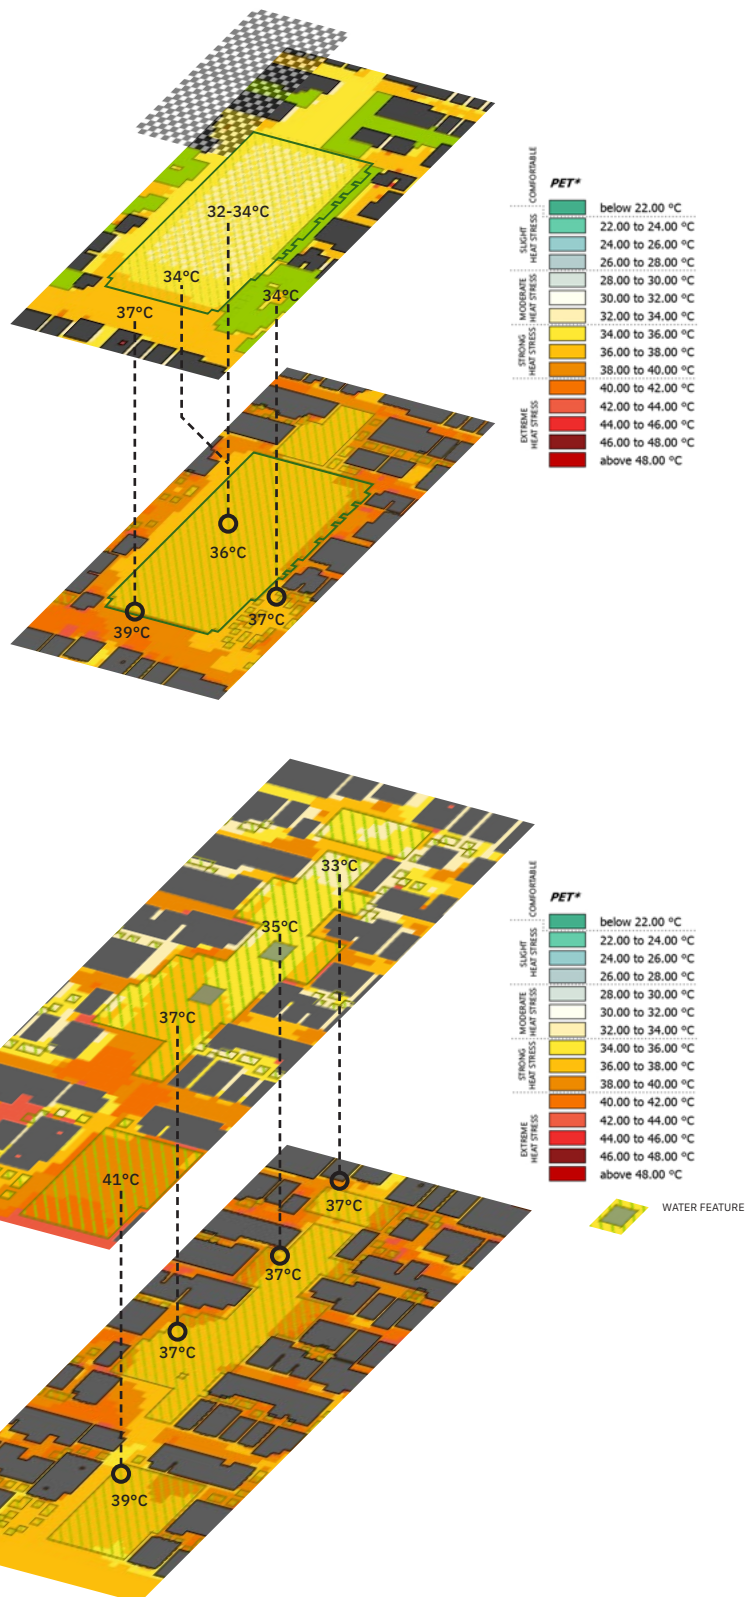 32-34°C
34°C
34°C
37°C
36°C
39°C
37°C
COMFORTABLE
SLIGHT
HEAT STRESS
MODERATE
HEAT STRESS
STRONG
HEAT STRESS
EXTREME
HEAT STRESS
PET*
below 22.00 °C
22.00 to 24.00 °C
24.00 to 26.00 °C
26.00 to 28.00 °C
28.00 to 30.00 °C
30.00 to 32.00 °C
32.00 to 34.00 °C
34.00 to 36.00 °C
36.00 to 38.00 °C
38.00 to 40.00 °C
40.00 to 42.00 °C
42.00 to 44.00 °C
44.00 to 46.00 °C
46.00 to 48.00 °C
above 48.00 °C
33°C
35°C
37°C
41°C
37°C
37°C
37°C
39°C
COMFORTABLE
SLIGHT
HEAT STRESS
MODERATE
HEAT STRESS
STRONG
HEAT STRESS
EXTREME
HEAT STRESS
PET*
below 22.00 °C
22.00 to 24.00 °C
24.00 to 26.00 °C
26.00 to 28.00 °C
28.00 to 30.00 °C
30.00 to 32.00 °C
32.00 to 34.00 °C
34.00 to 36.00 °C
36.00 to 38.00 °C
38.00 to 40.00 °C
40.00 to 42.00 °C
42.00 to 44.00 °C
44.00 to 46.00 °C
46.00 to 48.00 °C
above 48.00 °C
WATER FEATURE